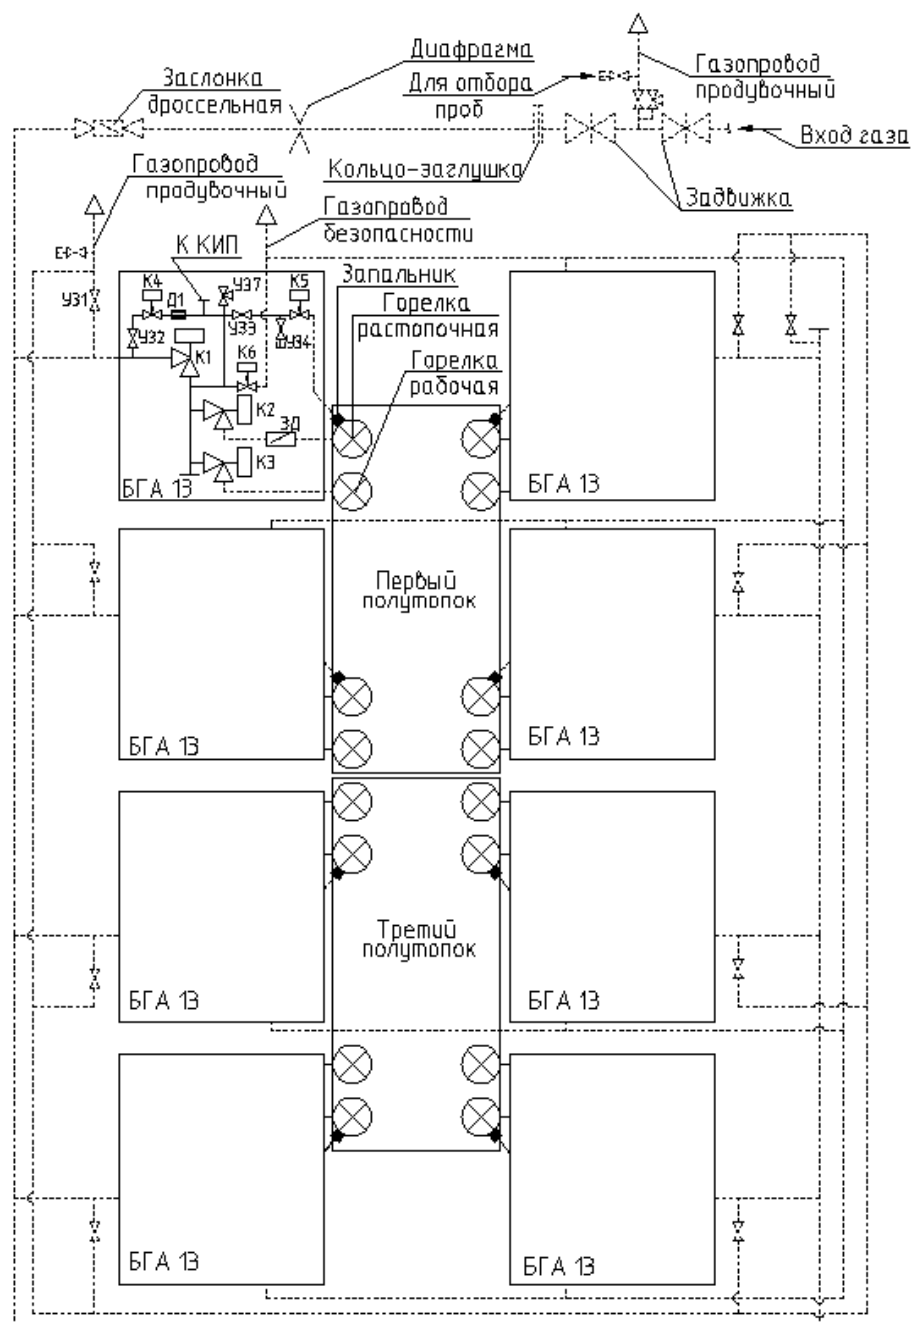 Диафрагма
Для отбора
проб
Газопровод
продувочный
Заслонка
дроссельная
Вход газа
Кольцо-заглушка
Задвижка
Газопровод
продувочный
Газопровод
безопасности
К КИП
Запальник
Горелка
растопочная
Горелка
рабочая
УЗ1
К4
Д1
УЗ7
К5
УЗ2
УЗ3
УЗ4
К1
К6
К2
ЗД
К3
БГА 13
БГА 13
Первый
полутопок
БГА 13
БГА 13
Третий
полутопок
БГА 13
БГА 13
БГА 13
БГА 13